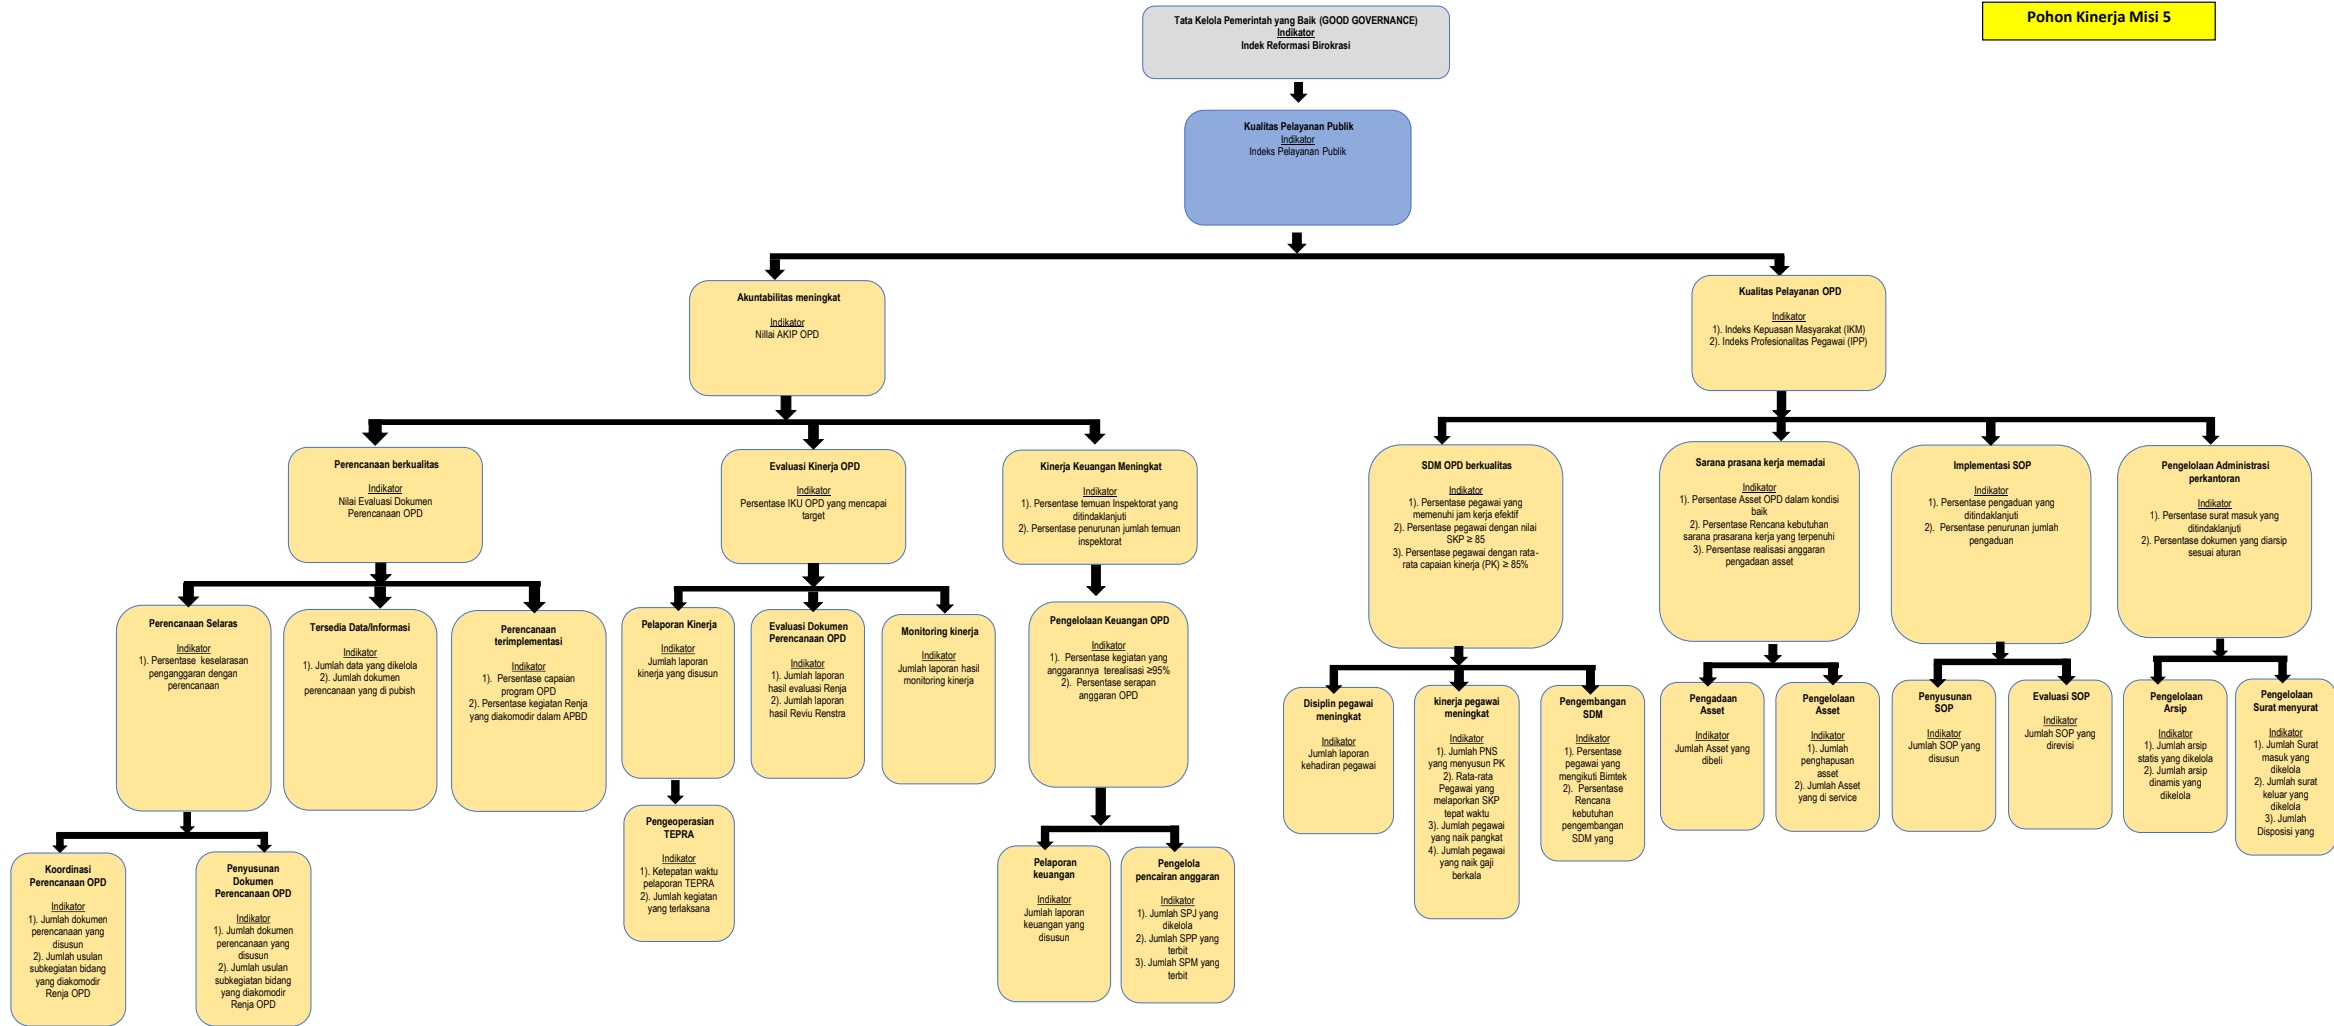 Pohon Kinerja Misi 5
Tata Kelola Pemerintah yang Baik (GOOD GOVERNANCE)
Indikator
Indek Reformasi Birokrasi
Kualitas Pelayanan Publik
Indikator
Indeks Pelayanan Publik
Akuntabilitas meningkat
Indikator
Nillai AKIP OPD
Kualitas Pelayanan OPD
Indikator
1). Indeks Kepuasan Masyarakat (IKM)
2). Indeks Profesionalitas Pegawai (IPP)
Perencanaan berkualitas
Indikator
Nilai Evaluasi Dokumen
Perencanaan OPD
Evaluasi Kinerja OPD
Indikator
Persentase IKU OPD yang mencapai
target
Kinerja Keuangan Meningkat
Indikator
1). Persentase temuan Inspektorat yang
ditindaklanjuti
2). Persentase penurunan jumlah temuan
inspektorat
SDM OPD berkualitas
Indikator
1). Persentase pegawai yang
memenuhi jam kerja efektif
2). Persentase pegawai dengan nilai
SKP ≥ 85
3). Persentase pegawai dengan rata-
rata capaian kinerja (PK) ≥ 85%
Sarana prasana kerja memadai
Indikator
1). Persentase Asset OPD dalam kondisi
baik
2). Persentase Rencana kebutuhan
sarana prasarana kerja yang terpenuhi
3). Persentase realisasi anggaran
pengadaan asset
Implementasi SOP
Indikator
1). Persentase pengaduan yang
ditindaklanjuti
2). Persentase penurunan jumlah
pengaduan
Pengelolaan Administrasi
perkantoran
Indikator
1). Persentase surat masuk yang
ditindaklanjuti
2). Persentase dokumen yang diarsip
sesuai aturan
Perencanaan Selaras
Indikator
1). Persentase keselarasan
penganggaran dengan
perencanaan
Tersedia Data/Informasi
Indikator
1). Jumlah data yang dikelola
2). Jumlah dokumen
perencanaan yang di pubish
Perencanaan
terimplementasi
Indikator
1). Persentase capaian
program OPD
2). Persentase kegiatan Renja
yang diakomodir dalam APBD
Pelaporan Kinerja
Indikator
Jumlah laporan
kinerja yang disusun
Evaluasi Dokumen
Perencanaan OPD
Indikator
1). Jumlah laporan
hasil evaluasi Renja
2). Jumlah laporan
hasil Reviu Renstra
Monitoring kinerja
Indikator
Jumlah laporan hasil
monitoring kinerja
Pengelolaan Keuangan OPD
Indikator
1). Persentase kegiatan yang
anggarannya terealisasi ≥95%
2). Persentase serapan
anggaran OPD
Disiplin pegawai
meningkat
Indikator
Jumlah laporan
kehadiran pegawai
kinerja pegawai
meningkat
Indikator
1). Jumlah PNS
yang menyusun PK
2). Rata-rata
Pegawai yang
melaporkan SKP
tepat waktu
3). Jumlah pegawai
yang naik pangkat
4). Jumlah pegawai
yang naik gaji
berkala
Pengembangan
SDM
Indikator
1). Persentase
pegawai yang
mengikuti Bimtek
2). Persentase
Rencana
kebutuhan
pengembangan
SDM yang
Pengadaan
Asset
Indikator
Jumlah Asset yang
dibeli
Pengelolaan
Asset
Indikator
1). Jumlah
penghapusan
asset
2). Jumlah Asset
yang di service
Penyusunan
SOP
Indikator
Jumlah SOP yang
disusun
Evaluasi SOP
Indikator
Jumlah SOP yang
direvisi
Pengelolaan
Arsip
Indikator
1). Jumlah arsip
statis yang dikelola
2). Jumlah arsip
dinamis yang
dikelola
Pengelolaan
Surat menyurat
Indikator
1). Jumlah Surat
masuk yang
dikelola
2). Jumlah surat
keluar yang
dikelola
3). Jumlah
Disposisi yang
Koordinasi
Perencanaan OPD
Indikator
1). Jumlah dokumen
perencanaan yang
disusun
2). Jumlah usulan
subkegiatan bidang
yang diakomodir
Renja OPD
Penyusunan
Dokumen
Perencanaan OPD
Indikator
1). Jumlah dokumen
perencanaan yang
disusun
2). Jumlah usulan
subkegiatan bidang
yang diakomodir
Renja OPD
Pengeoperasian
TEPRA
Indikator
1). Ketepatan waktu
pelaporan TEPRA
2). Jumlah kegiatan
yang terlaksana
Pelaporan
keuangan
Indikator
Jumlah laporan
keuangan yang
disusun
Pengelola
pencairan anggaran
Indikator
1). Jumlah SPJ yang
dikelola
2). Jumlah SPP yang
terbit
3). Jumlah SPM yang
terbit